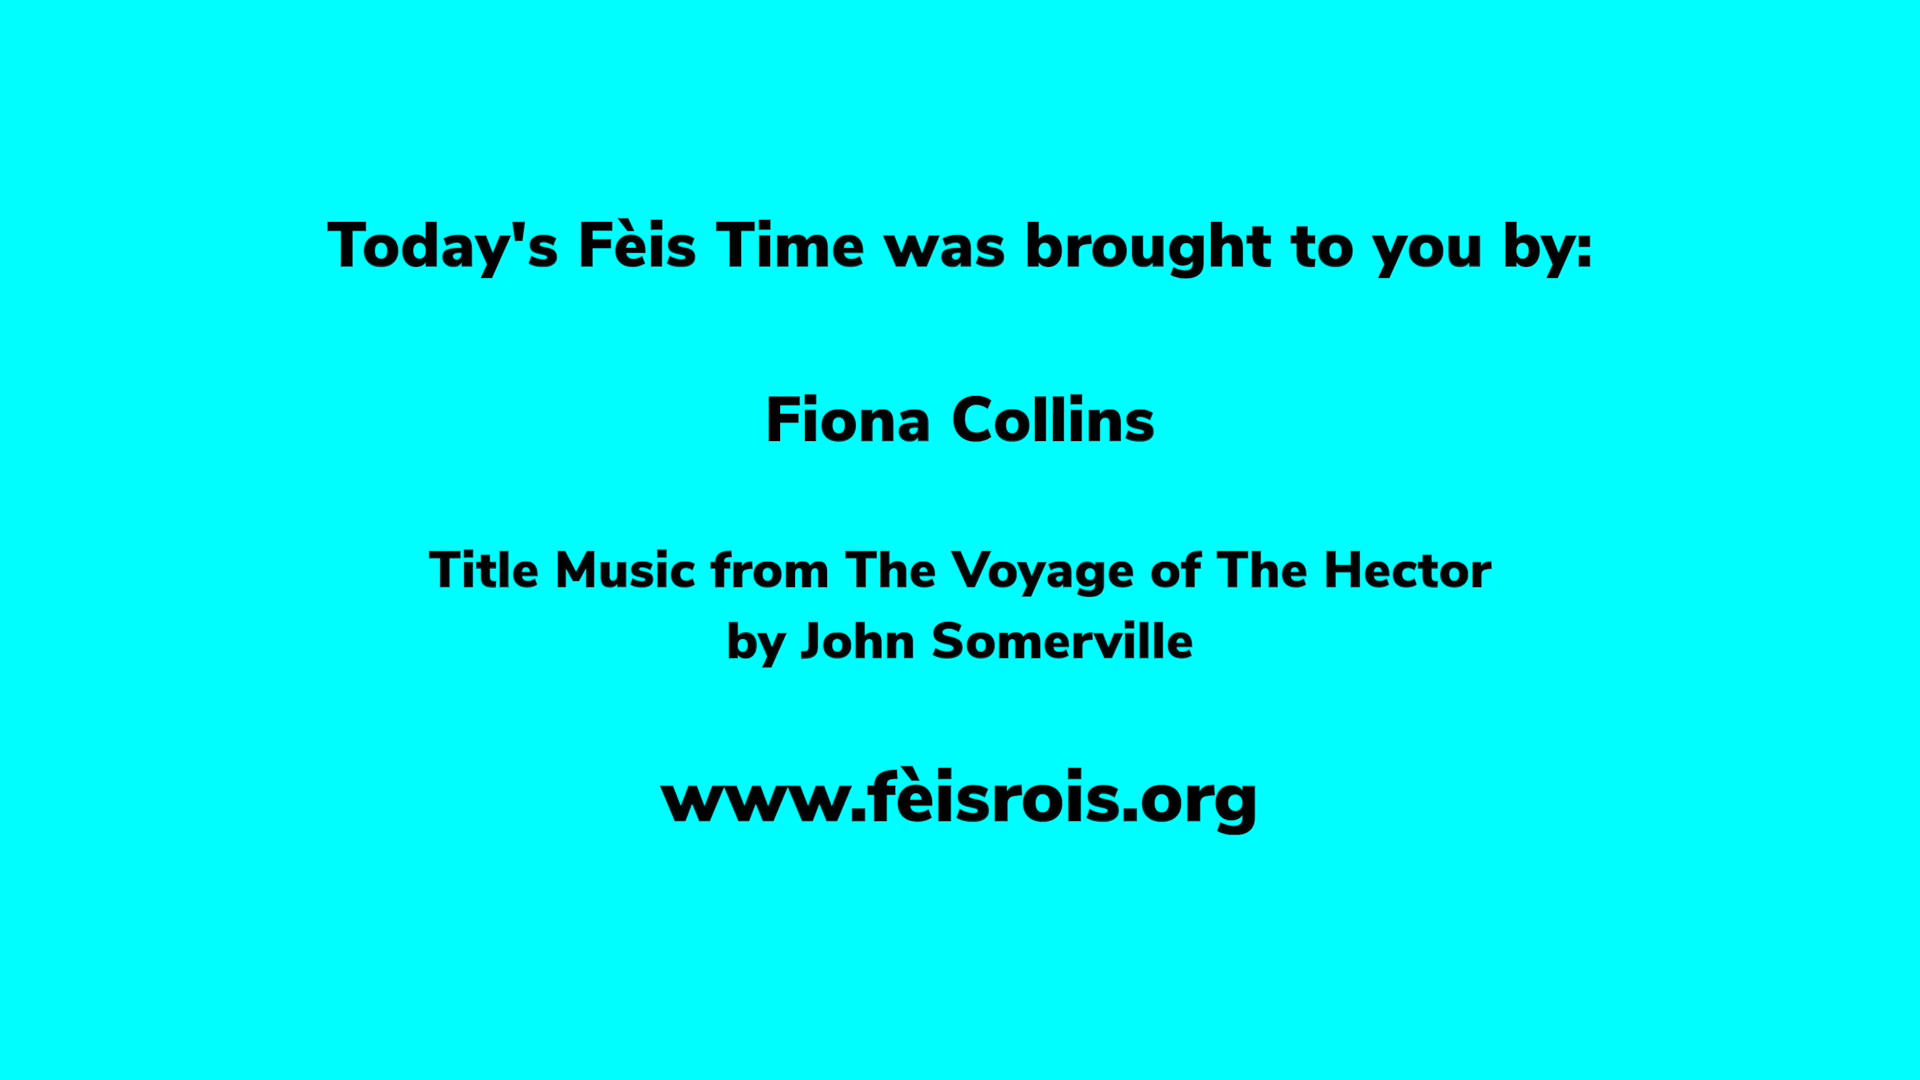 Today's Fèis Time was brought to you by:
Fiona Collins
Title Music from The Voyage of The Hector
by John Somerville
www.fèisrois.org